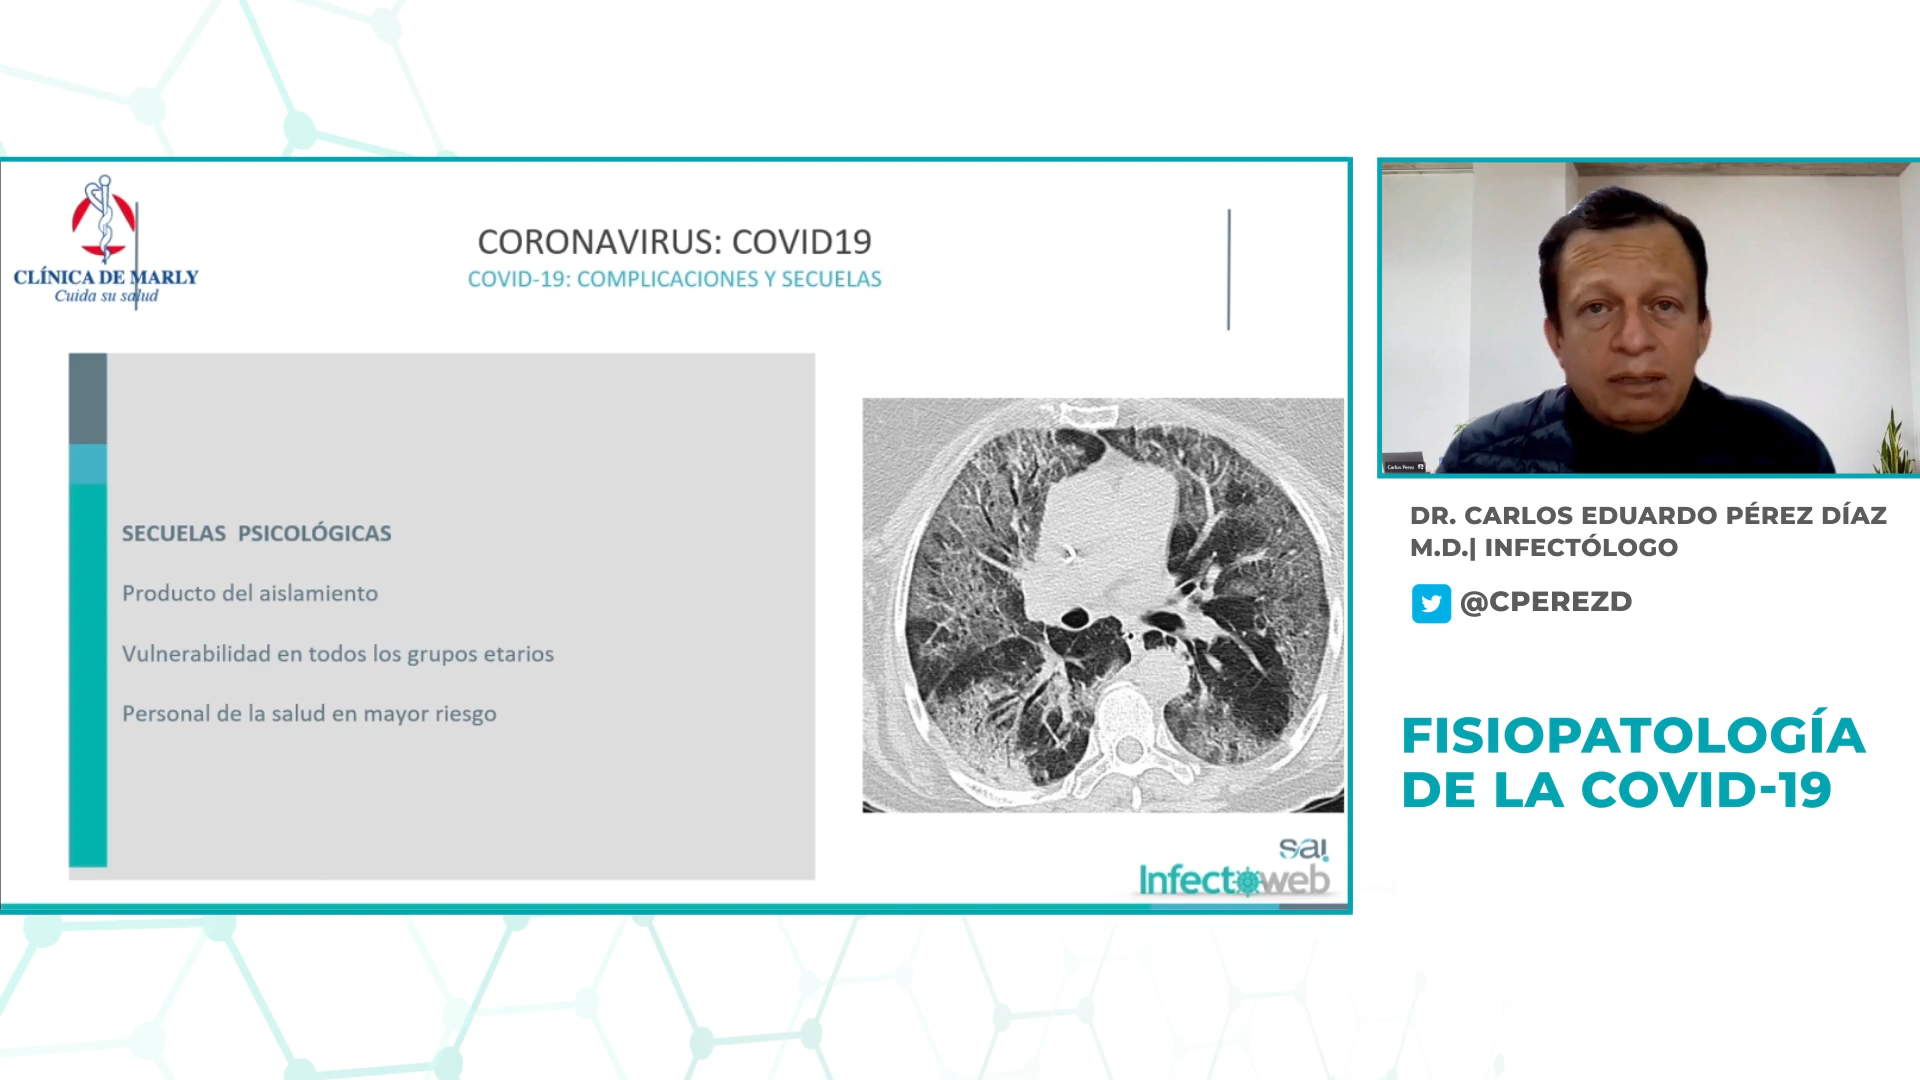 CLÍNICA DE MARLY
Cuida su salud
CORONAVIRUS: COVID19
COVID-19: COMPLICACIONES Y SECUELAS
SECUELAS PSICOLÓGICAS
Producto del aislamiento
Vulnerabilidad en todos los grupos etarios
Personal de la salud en mayor riesgo
sai
Infectoweb
Carlos Perez
DR. CARLOS EDUARDO PÉREZ DÍAZ
M.D.| INFECTÓLOGO
@CPEREZD
FISIOPATOLOGÍA
DE LA COVID-19